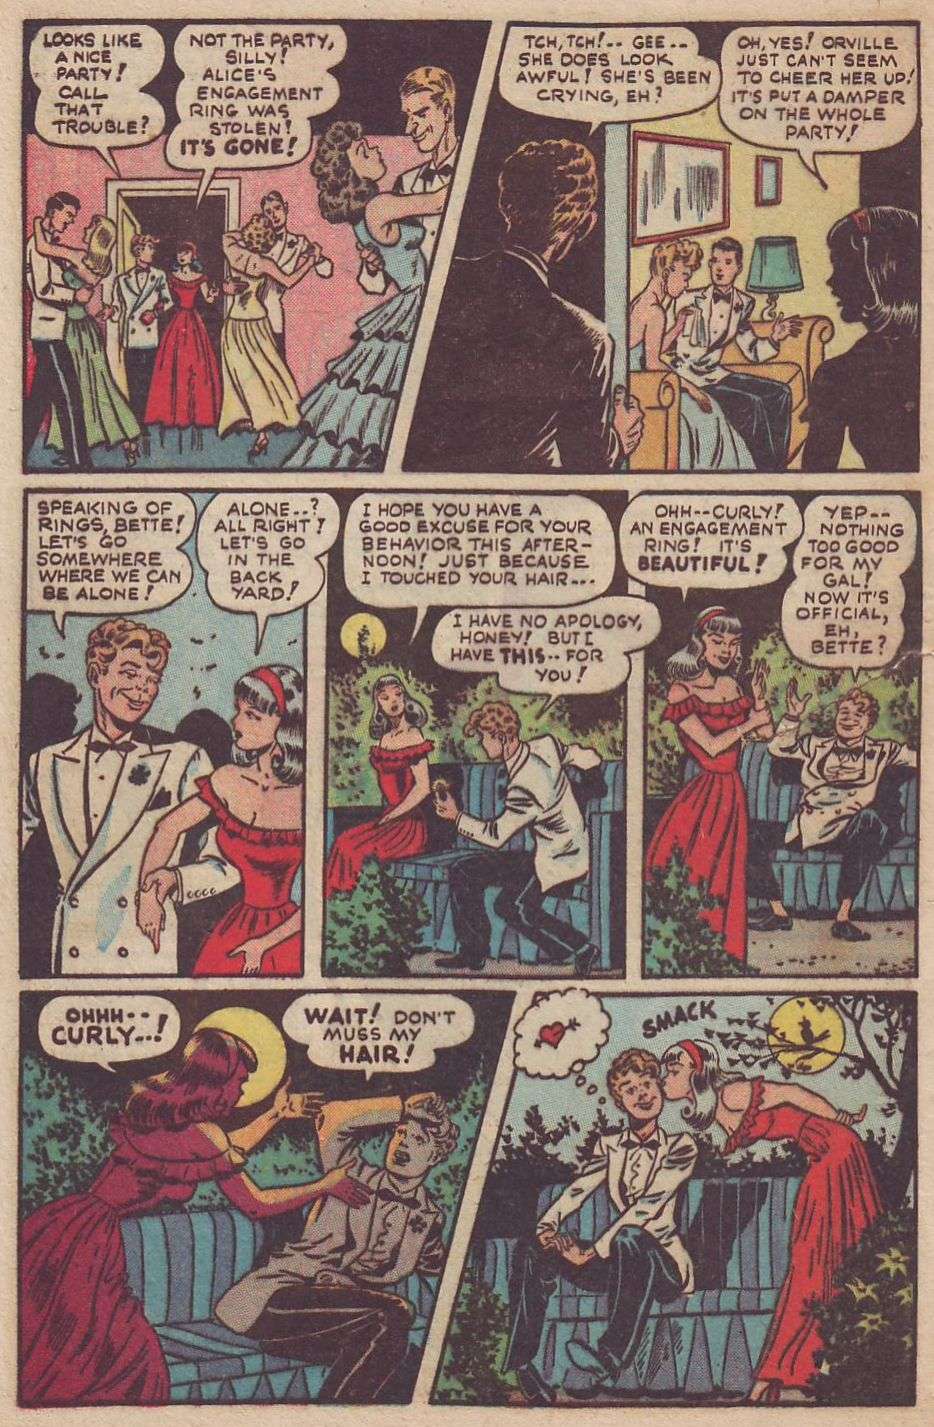 LOOKS LIKE
A NICE
PARTY!
CALL
THAT
TROUBLE?
NOT THE PARTY,
SILLY!
ALICE'S
ENGAGEMENT
RING WAS
STOLEN!
IT'S GONE!
TCH, TCH!-- GEE--
SHE DOES LOOK
AWFUL! SHE'S BEEN
CRYING, EH?
OH, YES! ORVILLE
JUST CAN'T SEEM
TO CHEER HER UP!
IT'S PUT A DAMPER
ON THE WHOLE
PARTY!
SPEAKING OF
RINGS, BETTE!
LET'S GO
SOMEWHERE
WHERE WE CAN
BE ALONE!
ALONE--?
ALL RIGHT!
LET'S GO
IN THE
BACK
YARD!
I HOPE YOU HAVE A
GOOD EXCUSE FOR YOUR
BEHAVIOR THIS AFTER-
NOON! JUST BECAUSE
I TOUCHED YOUR HAIR---
I HAVE NO APOLOGY,
HONEY! BUT I
HAVE THIS-- FOR
YOU!
OHH--CURLY!
AN ENGAGEMENT
RING! IT'S
BEAUTIFUL!
YEP--
NOTHING
TOO GOOD
FOR MY
GAL!
NOW IT'S
OFFICIAL,
EH,
BETTE?
OHHH--
CURLY--!
WAIT! DON'T
MUSS MY
HAIR!
SMACK